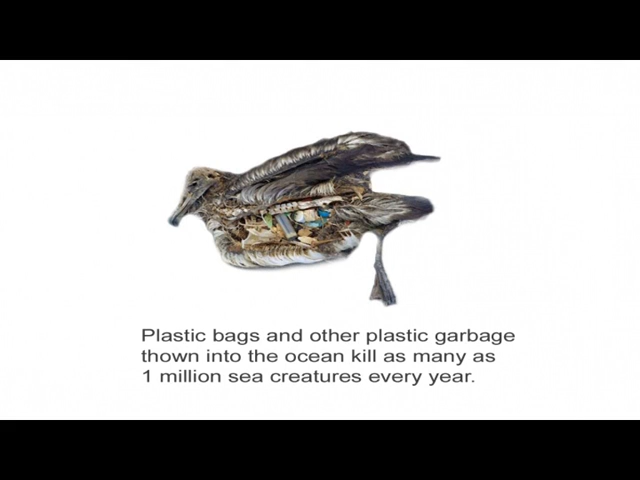 Plastic bags and other plastic garbage
thown into the ocean kill as many as
1 million sea creatures every year.